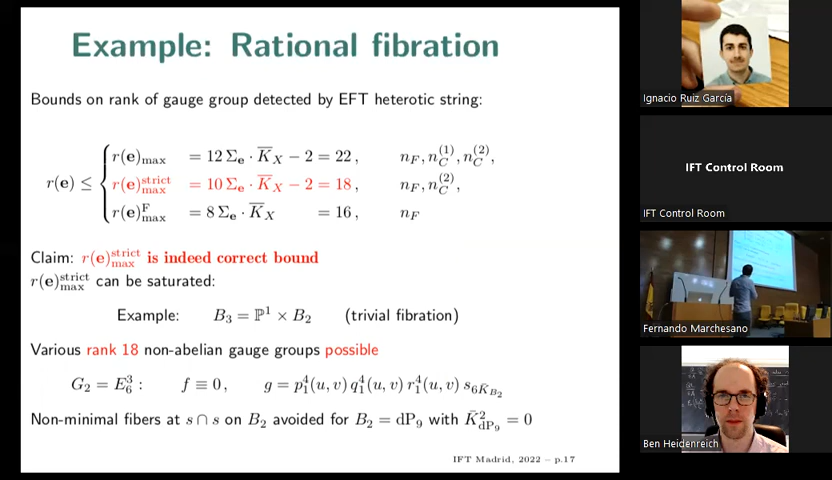 Example: Rational fibration
Bounds on rank of gauge group detected by EFT heterotic string:
r(e)_max = 12 Σ_e · K̅_X − 2 = 22 , n_F, n_C^(1), n_C^(2),
r(e) ≤ { r(e)_max^strict = 10 Σ_e · K̅_X − 2 = 18 , n_F, n_C^(2),
r(e)_max^F = 8 Σ_e · K̅_X = 16 , n_F
Claim: r(e)_max^strict is indeed correct bound
r(e)_max^strict can be saturated:
Example: B_3 = ℙ^1 × B_2 (trivial fibration)
Various rank 18 non-abelian gauge groups possible
G_2 = E_6^3 : f ≡ 0 , g = p_1^4(u, v) q_1^4(u, v) r_1^4(u, v) s_{6K̅_{B_2}}
Non-minimal fibers at s ∩ s on B_2 avoided for B_2 = dP_9 with K̅_{dP_9}^2 = 0
IFT Madrid, 2022 – p.17
Ignacio Ruiz García
IFT Control Room
IFT Control Room
Fernando Marchesano
Ben Heidenreich